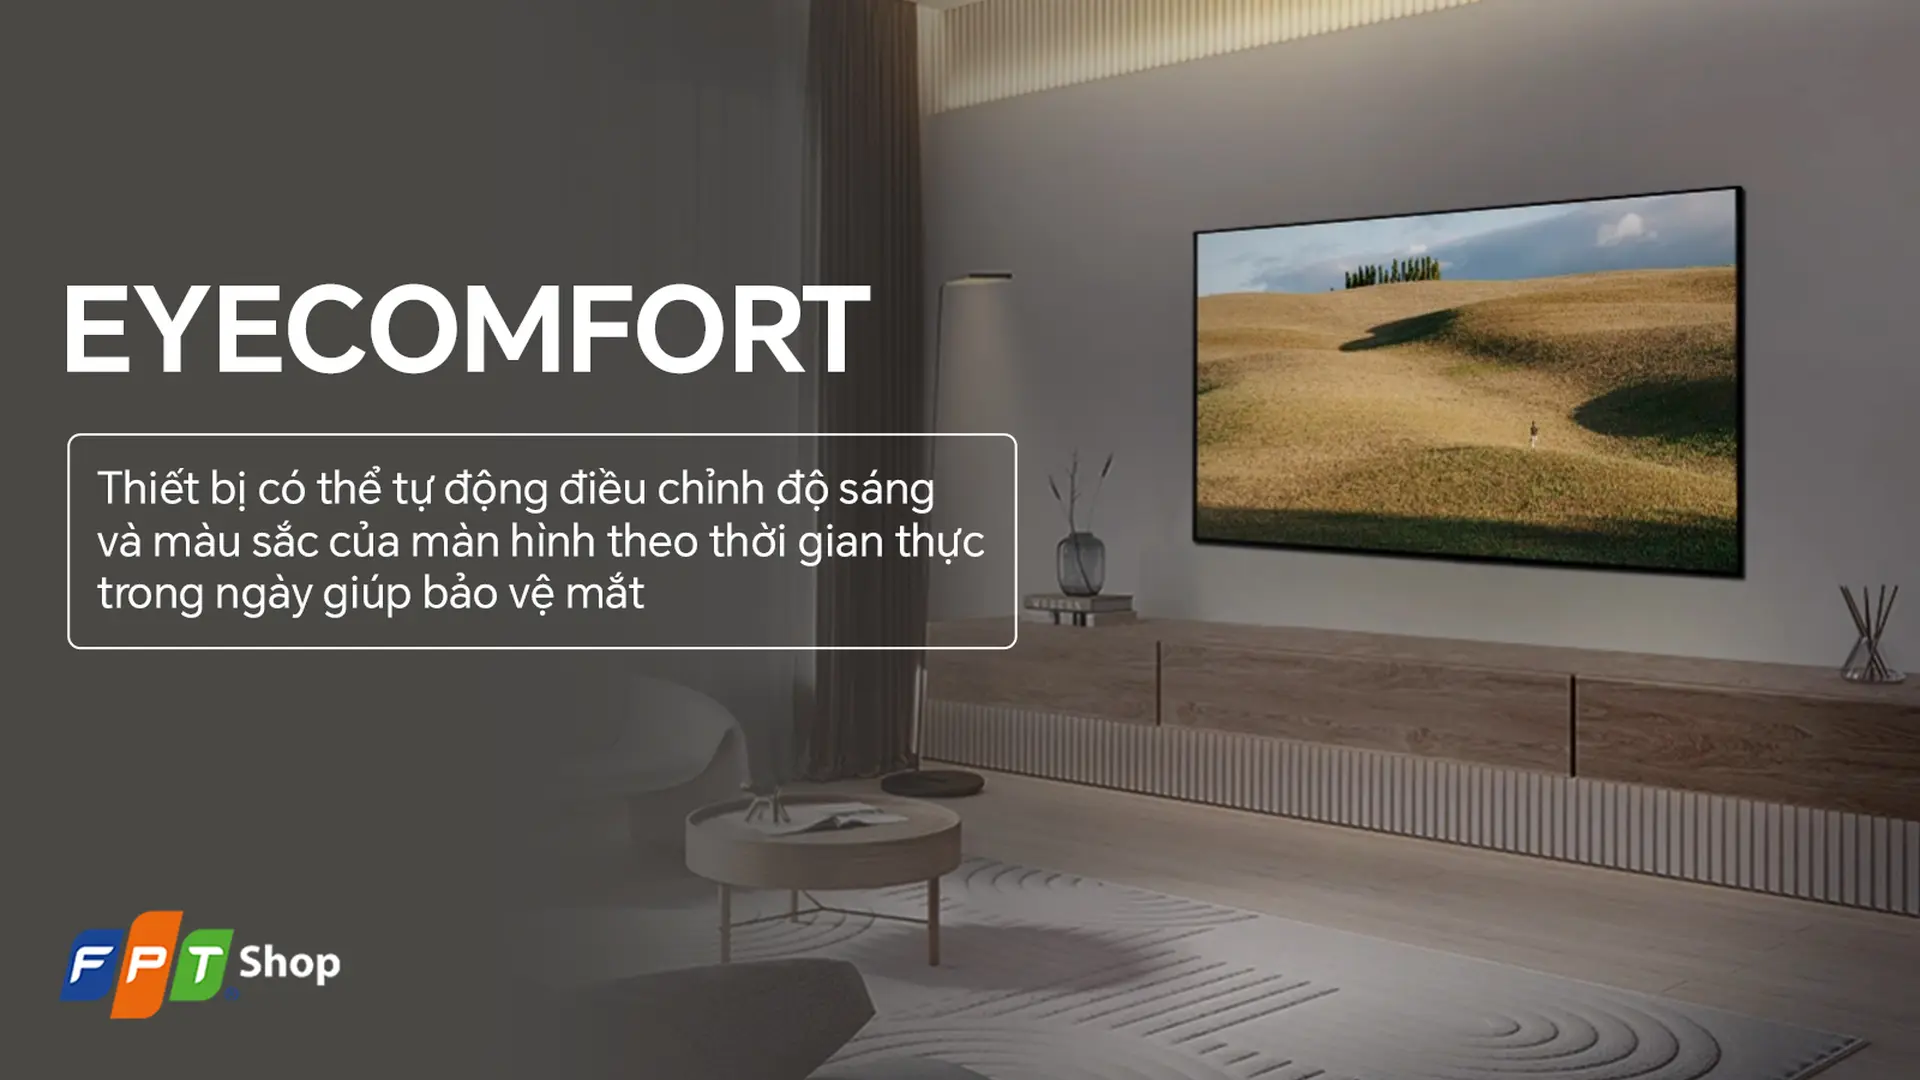 EYECOMFORT
Thiết bị có thể tự động điều chỉnh độ sáng
và màu sắc của màn hình theo thời gian thực
trong ngày giúp bảo vệ mắt
FPT Shop